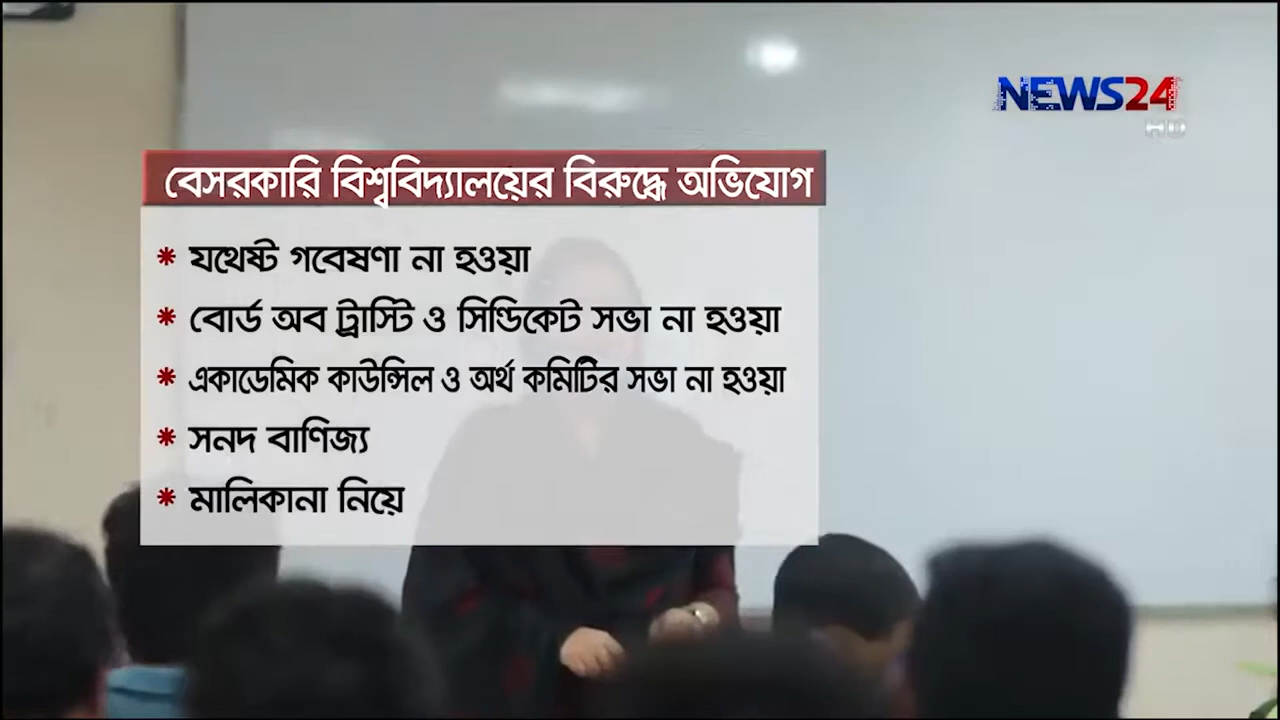 NEWS24
HD
বেসরকারি বিশ্ববিদ্যালয়ের বিরুদ্ধে অভিযোগ
* যথেষ্ট গবেষণা না হওয়া
* বোর্ড অব ট্রাস্টি ও সিন্ডিকেট সভা না হওয়া
* একাডেমিক কাউন্সিল ও অর্থ কমিটির সভা না হওয়া
* সনদ বাণিজ্য
* মালিকানা নিয়ে